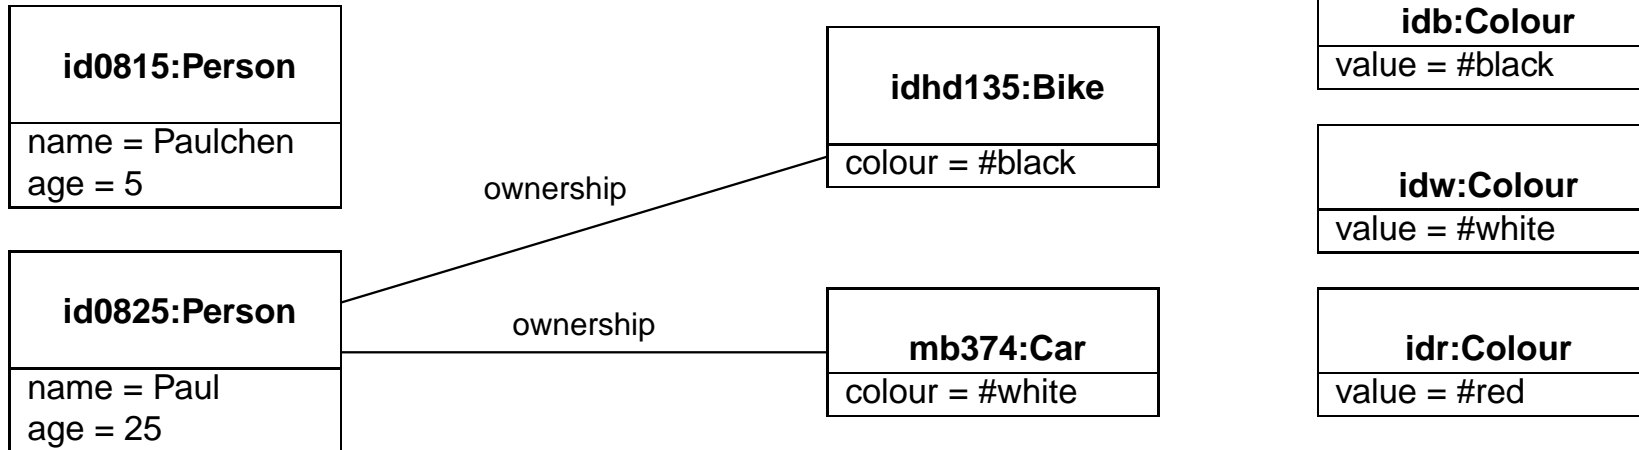 id0815:Person
name = Paulchen
age = 5
id0825:Person
name = Paul
age = 25
ownership
ownership
idhd135:Bike
colour = #black
mb374:Car
colour = #white
idb:Colour
value = #black
idw:Colour
value = #white
idr:Colour
value = #red